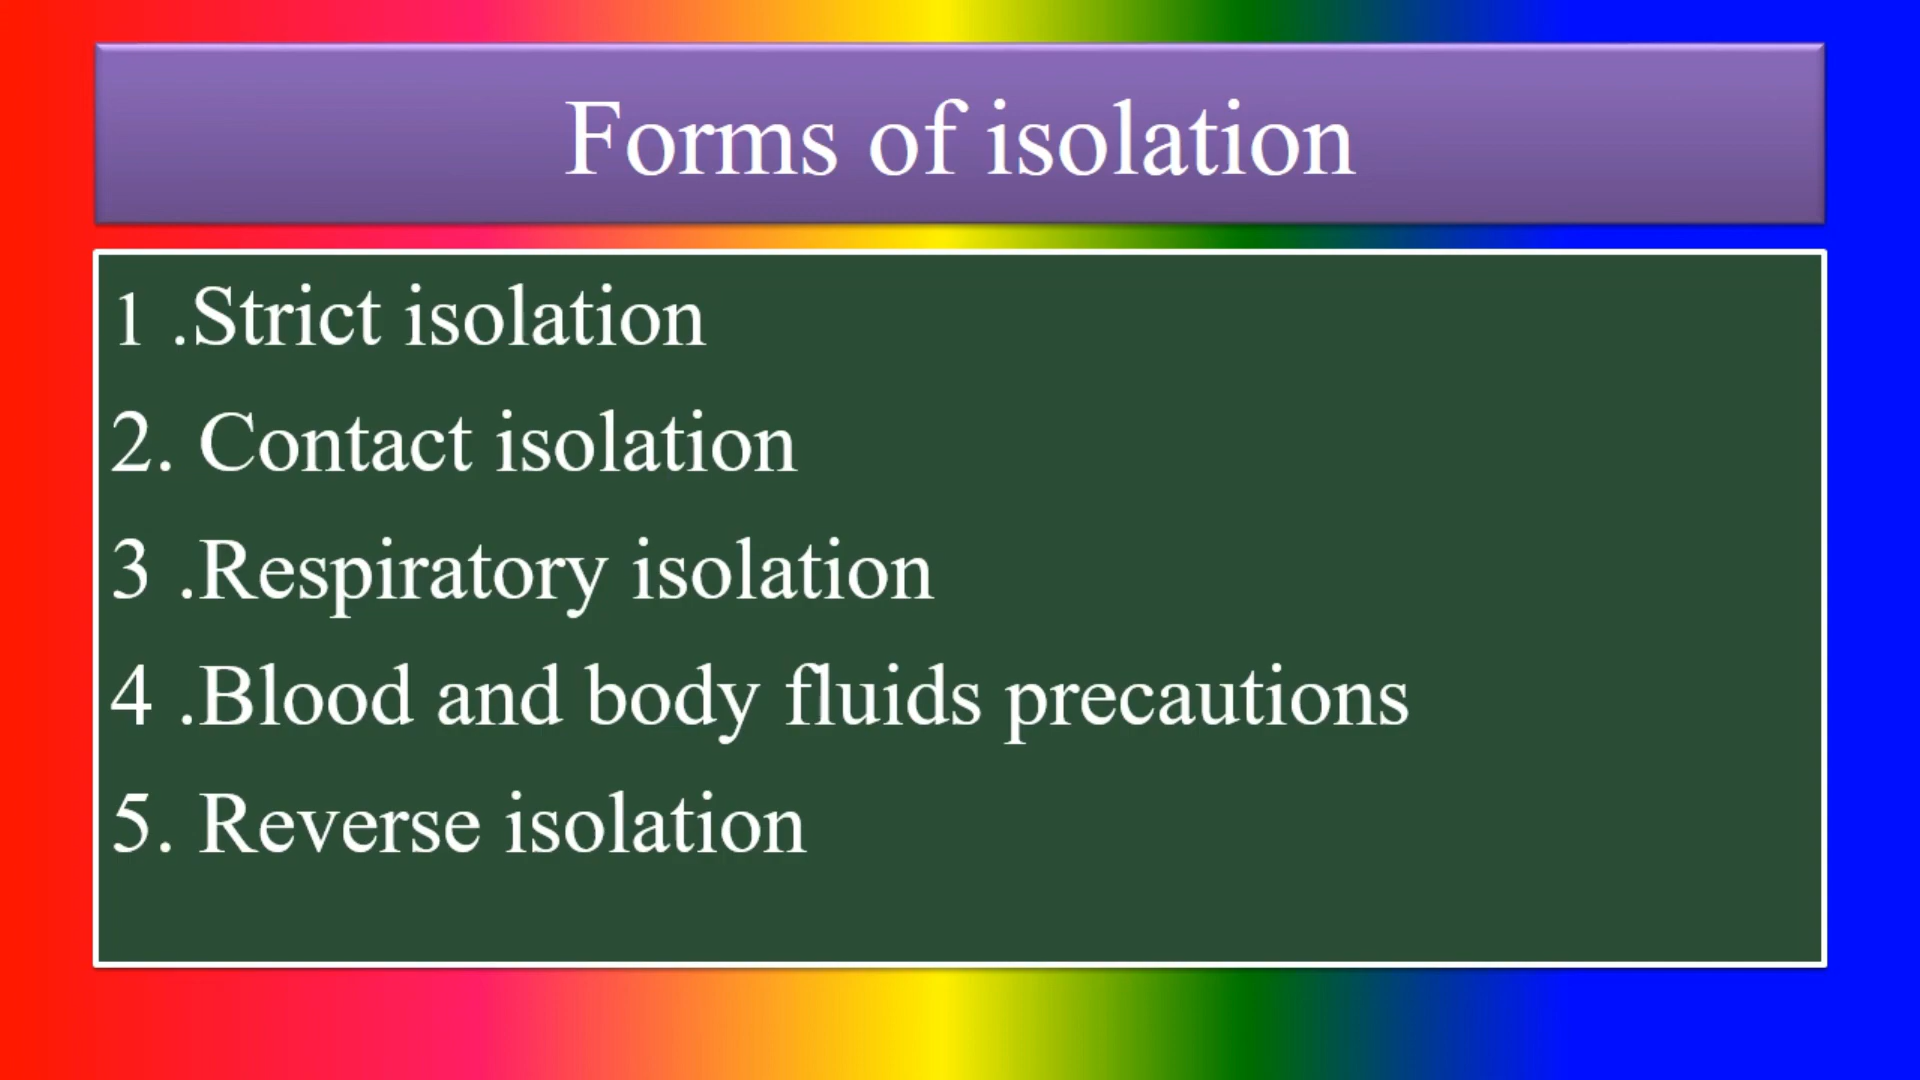 Forms of isolation
1 .Strict isolation
2. Contact isolation
3 .Respiratory isolation
4 .Blood and body fluids precautions
5. Reverse isolation